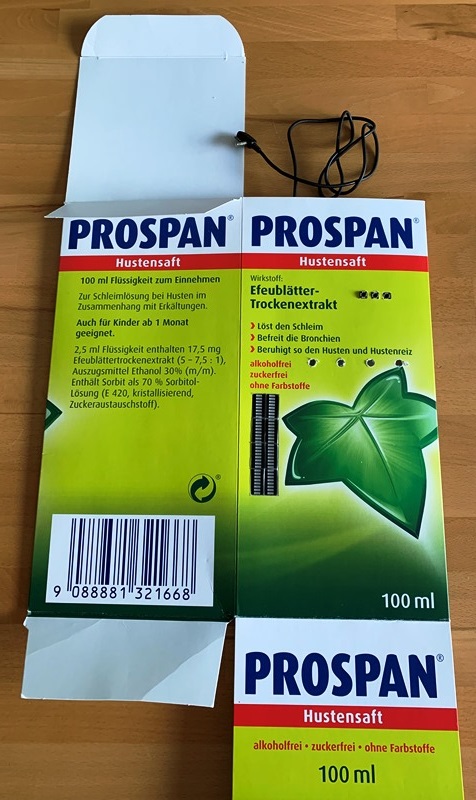 PROSPAN®
Hustensaft
100 ml Flüssigkeit zum Einnehmen
Zur Schleimlösung bei Husten im
Zusammenhang mit Erkältungen.
Auch für Kinder ab 1 Monat
geeignet.
2,5 ml Flüssigkeit enthalten 17,5 mg
Efeublättertrockenextrakt (5 – 7,5 : 1),
Auszugsmittel Ethanol 30% (m/m).
Enthält Sorbit als 70 % Sorbitol-
Lösung (E 420, kristallisierend,
Zuckeraustauschstoff).
®
9 088881 321668
PROSPAN®
Hustensaft
Wirkstoff:
Efeublätter-
Trockenextrakt
Löst den Schleim
Befreit die Bronchien
Beruhigt so den Husten und Hustenreiz
alkoholfrei
zuckerfrei
ohne Farbstoffe
100 ml
PROSPAN®
Hustensaft
alkoholfrei • zuckerfrei • ohne Farbstoffe
100 ml